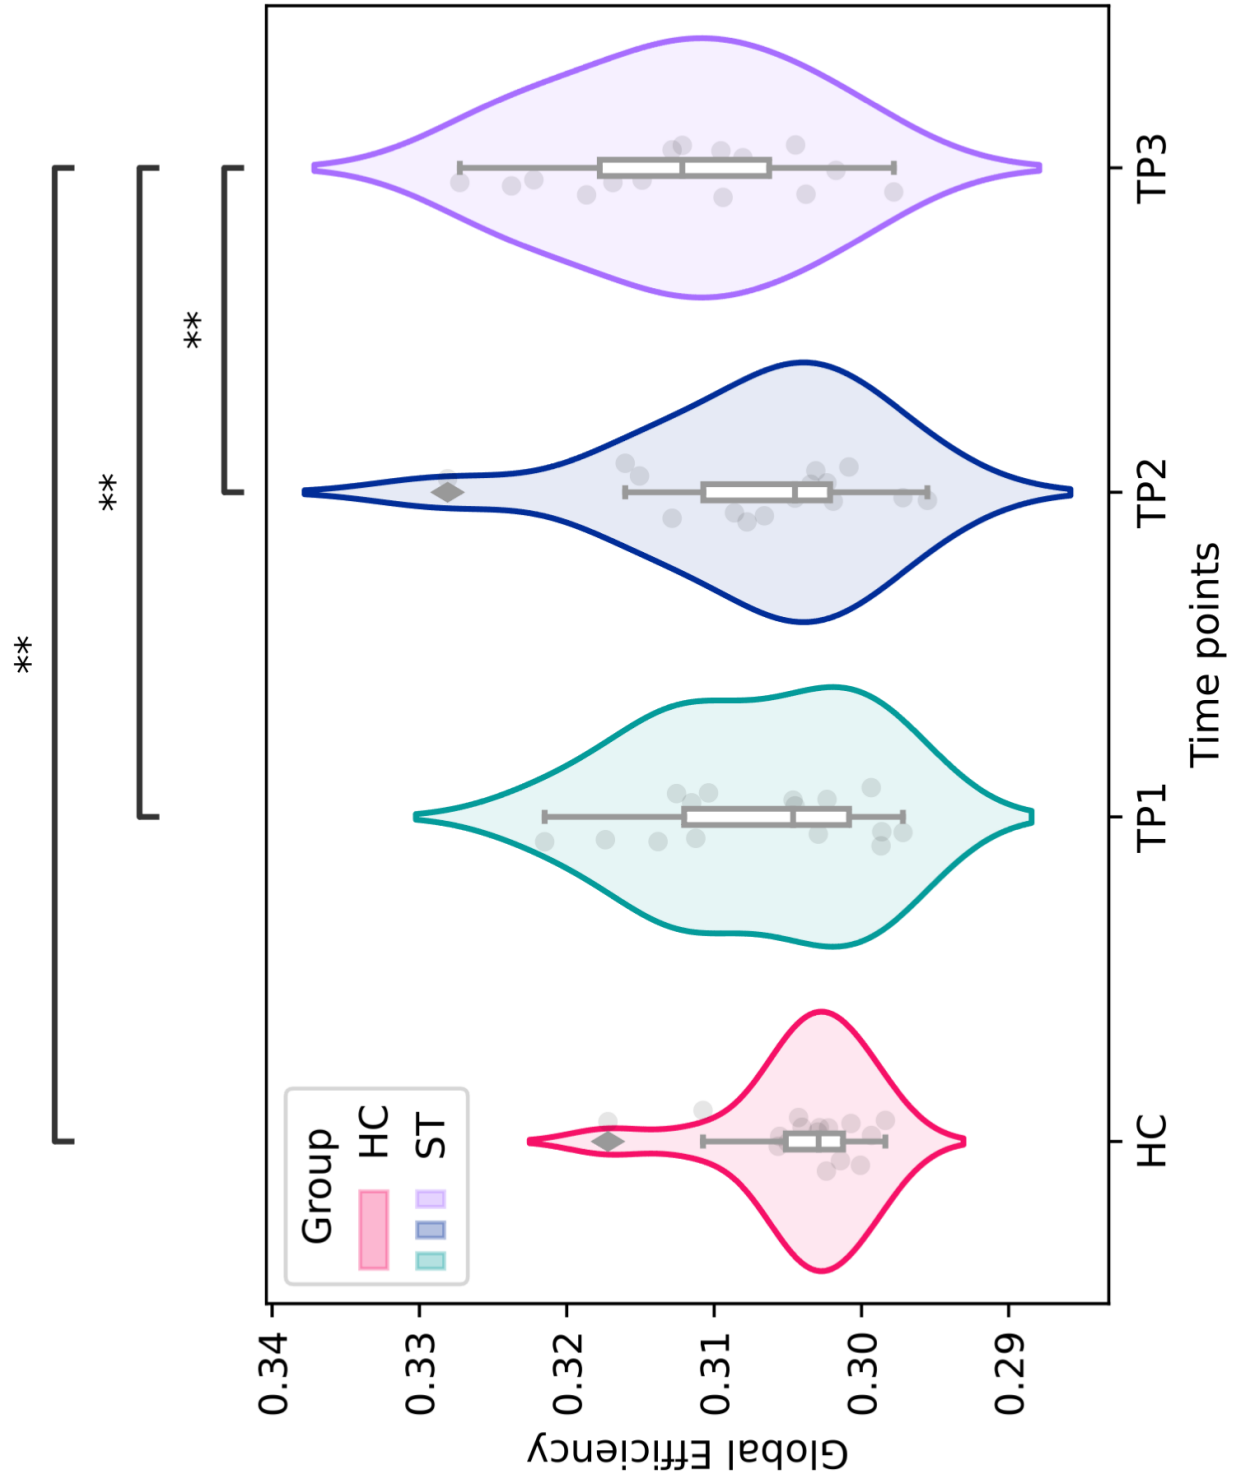 **
**
**
Group
HC
ST
0.34
0.33
0.32
0.31
0.30
0.29
Global Efficiency
HC
TP1
TP2
TP3
Time points